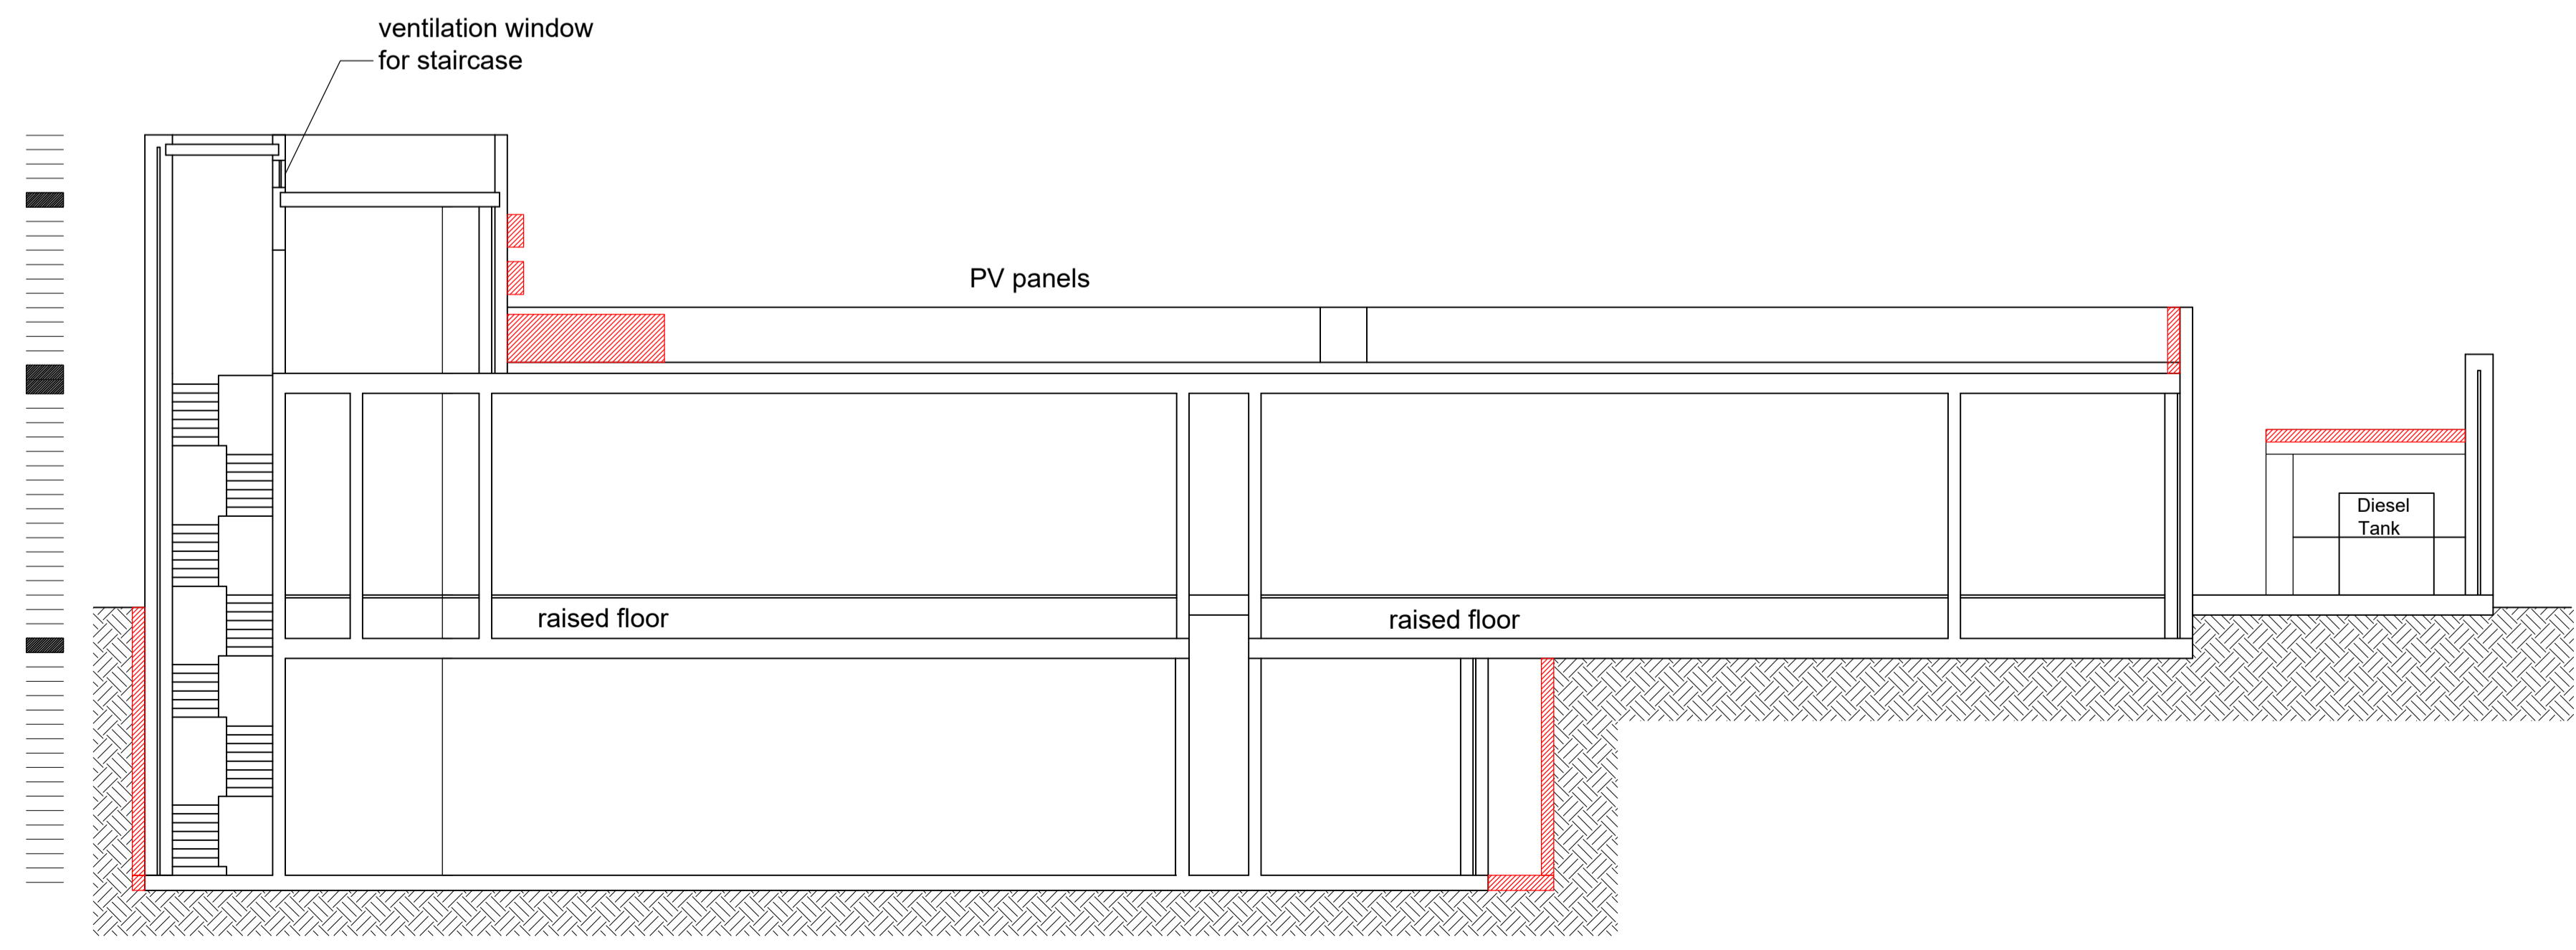 ventilation window
for staircase
PV panels
Diesel
Tank
raised floor
raised floor